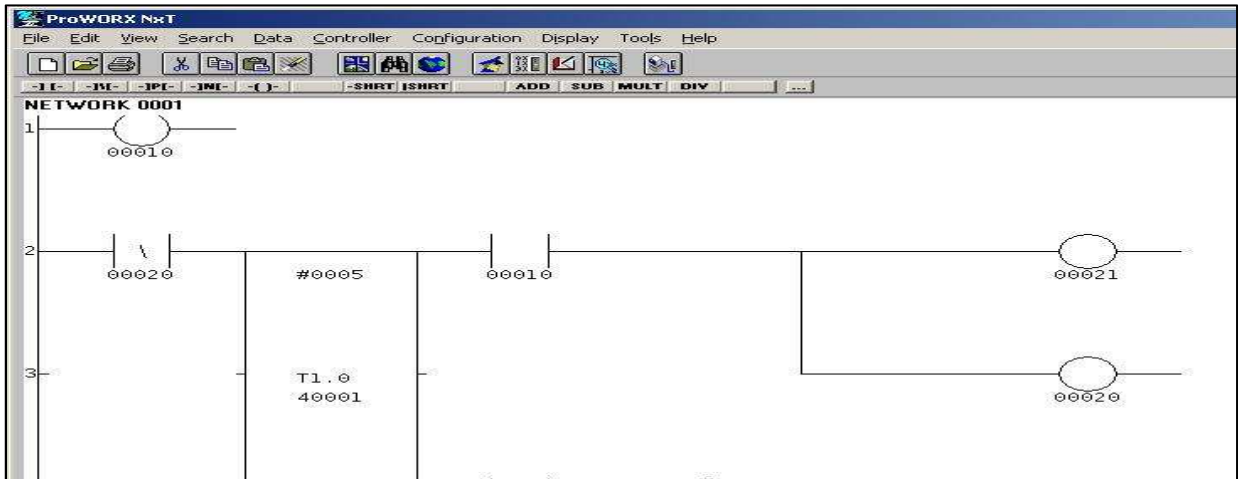 ProWORX NxT
File Edit View Search Data Controller Configuration Display Tools Help
-] [- -]\[- -]P[- -]N[- -( )- -SHRT |SHRT ADD SUB MULT DIV ...
NETWORK 0001
1
00010
2 \
00020 #0005 00010 00021
3 T1.0
40001 00020